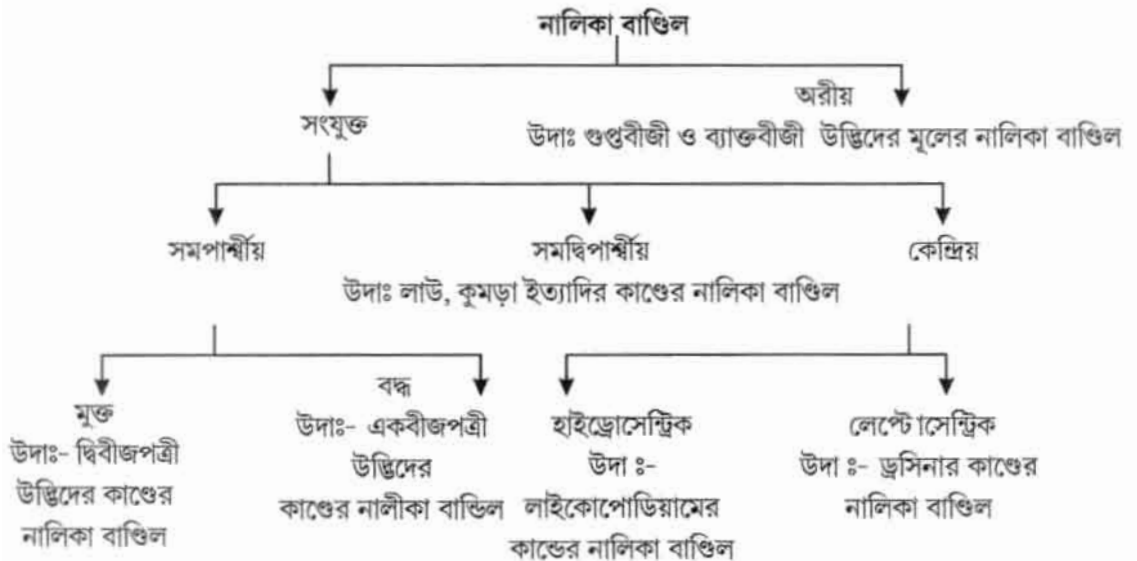 নালিকা বাণ্ডিল
অরীয়
সংযুক্ত
উদাঃ গুপ্তবীজী ও ব্যাক্তবীজী উদ্ভিদের মূলের নালিকা বাণ্ডিল
সমপার্শ্বীয়
সমদ্বিপার্শ্বীয়
কেন্দ্রিয়
উদাঃ লাউ, কুমড়া ইত্যাদির কাণ্ডের নালিকা বাণ্ডিল
মুক্ত
উদাঃ- দ্বিবীজপত্রী
উদ্ভিদের কাণ্ডের
নালিকা বাণ্ডিল
বদ্ধ
উদাঃ- একবীজপত্রী
উদ্ভিদের
কাণ্ডের নালীকা বান্ডিল
হাইড্রোসেন্ট্রিক
উদা ঃ-
লাইকোপোডিয়ামের
কান্ডের নালিকা বাণ্ডিল
লেপ্টোসেন্ট্রিক
উদা ঃ- ড্রসিনার কাণ্ডের
নালিকা বাণ্ডিল